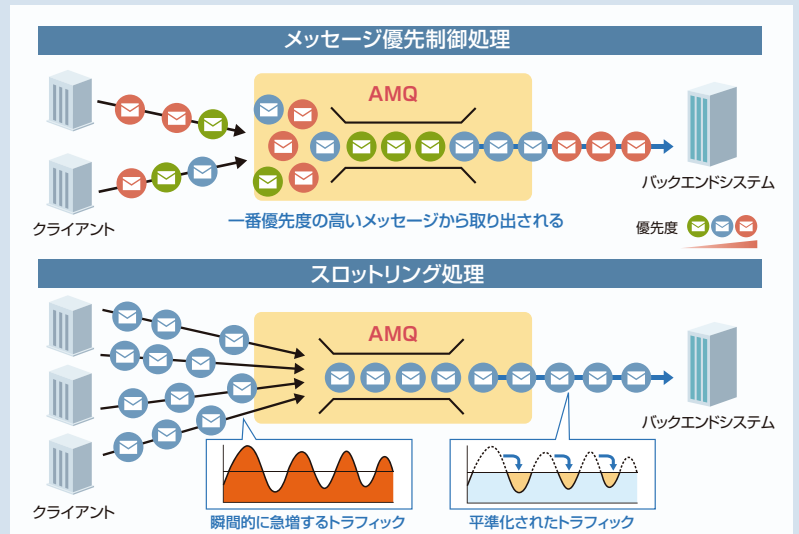 メッセージ優先制御処理
AMQ
クライアント
バックエンドシステム
一番優先度の高いメッセージから取り出される
優先度
スロットリング処理
AMQ
バックエンドシステム
クライアント
瞬間的に急増するトラフィック
平準化されたトラフィック